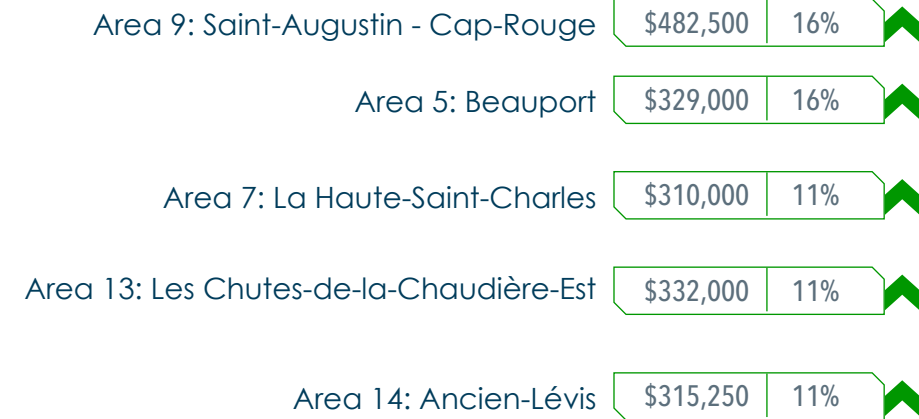 Area 9: Saint-Augustin - Cap-Rouge $482,500 16%
Area 5: Beauport $329,000 16%
Area 7: La Haute-Saint-Charles $310,000 11%
Area 13: Les Chutes-de-la-Chaudière-Est $332,000 11%
Area 14: Ancien-Lévis $315,250 11%